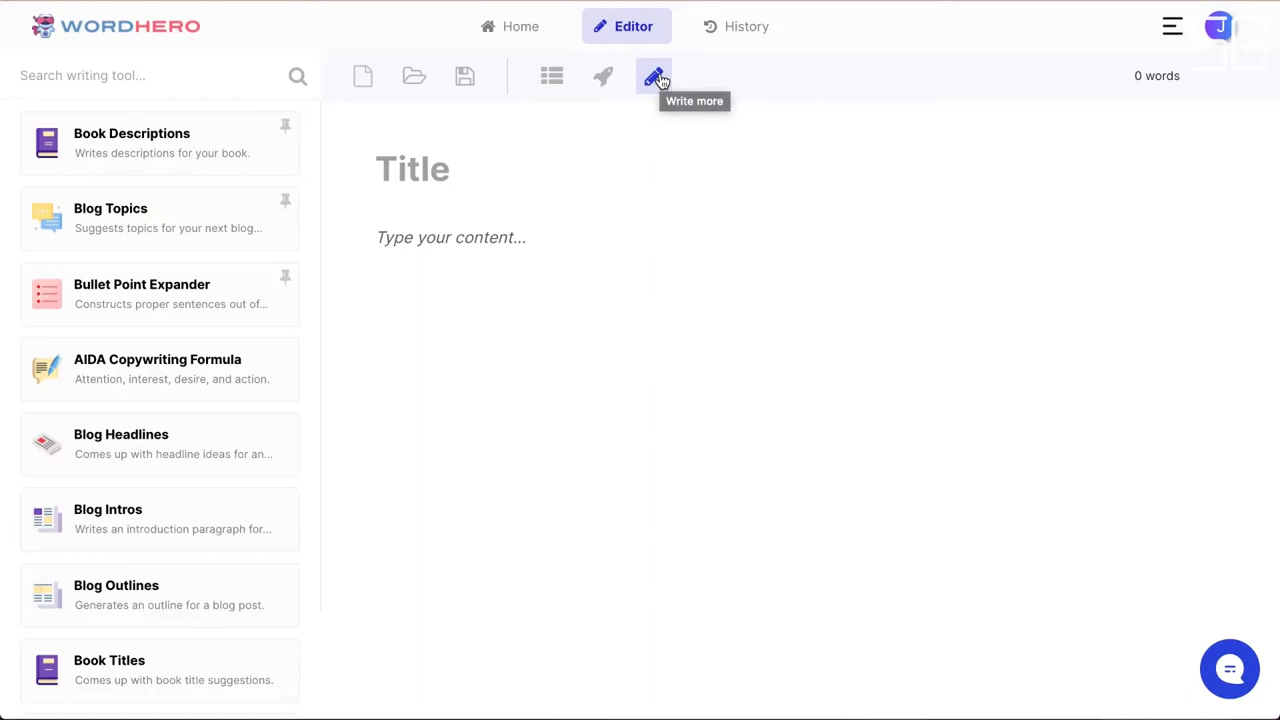 WORDHERO
Home
Editor
History
J
Search writing tool...
0 words
Write more
Book Descriptions
Writes descriptions for your book.
Blog Topics
Suggests topics for your next blog...
Bullet Point Expander
Constructs proper sentences out of...
AIDA Copywriting Formula
Attention, interest, desire, and action.
Blog Headlines
Comes up with headline ideas for an...
Blog Intros
Writes an introduction paragraph for...
Blog Outlines
Generates an outline for a blog post.
Book Titles
Comes up with book title suggestions.
Title
Type your content...